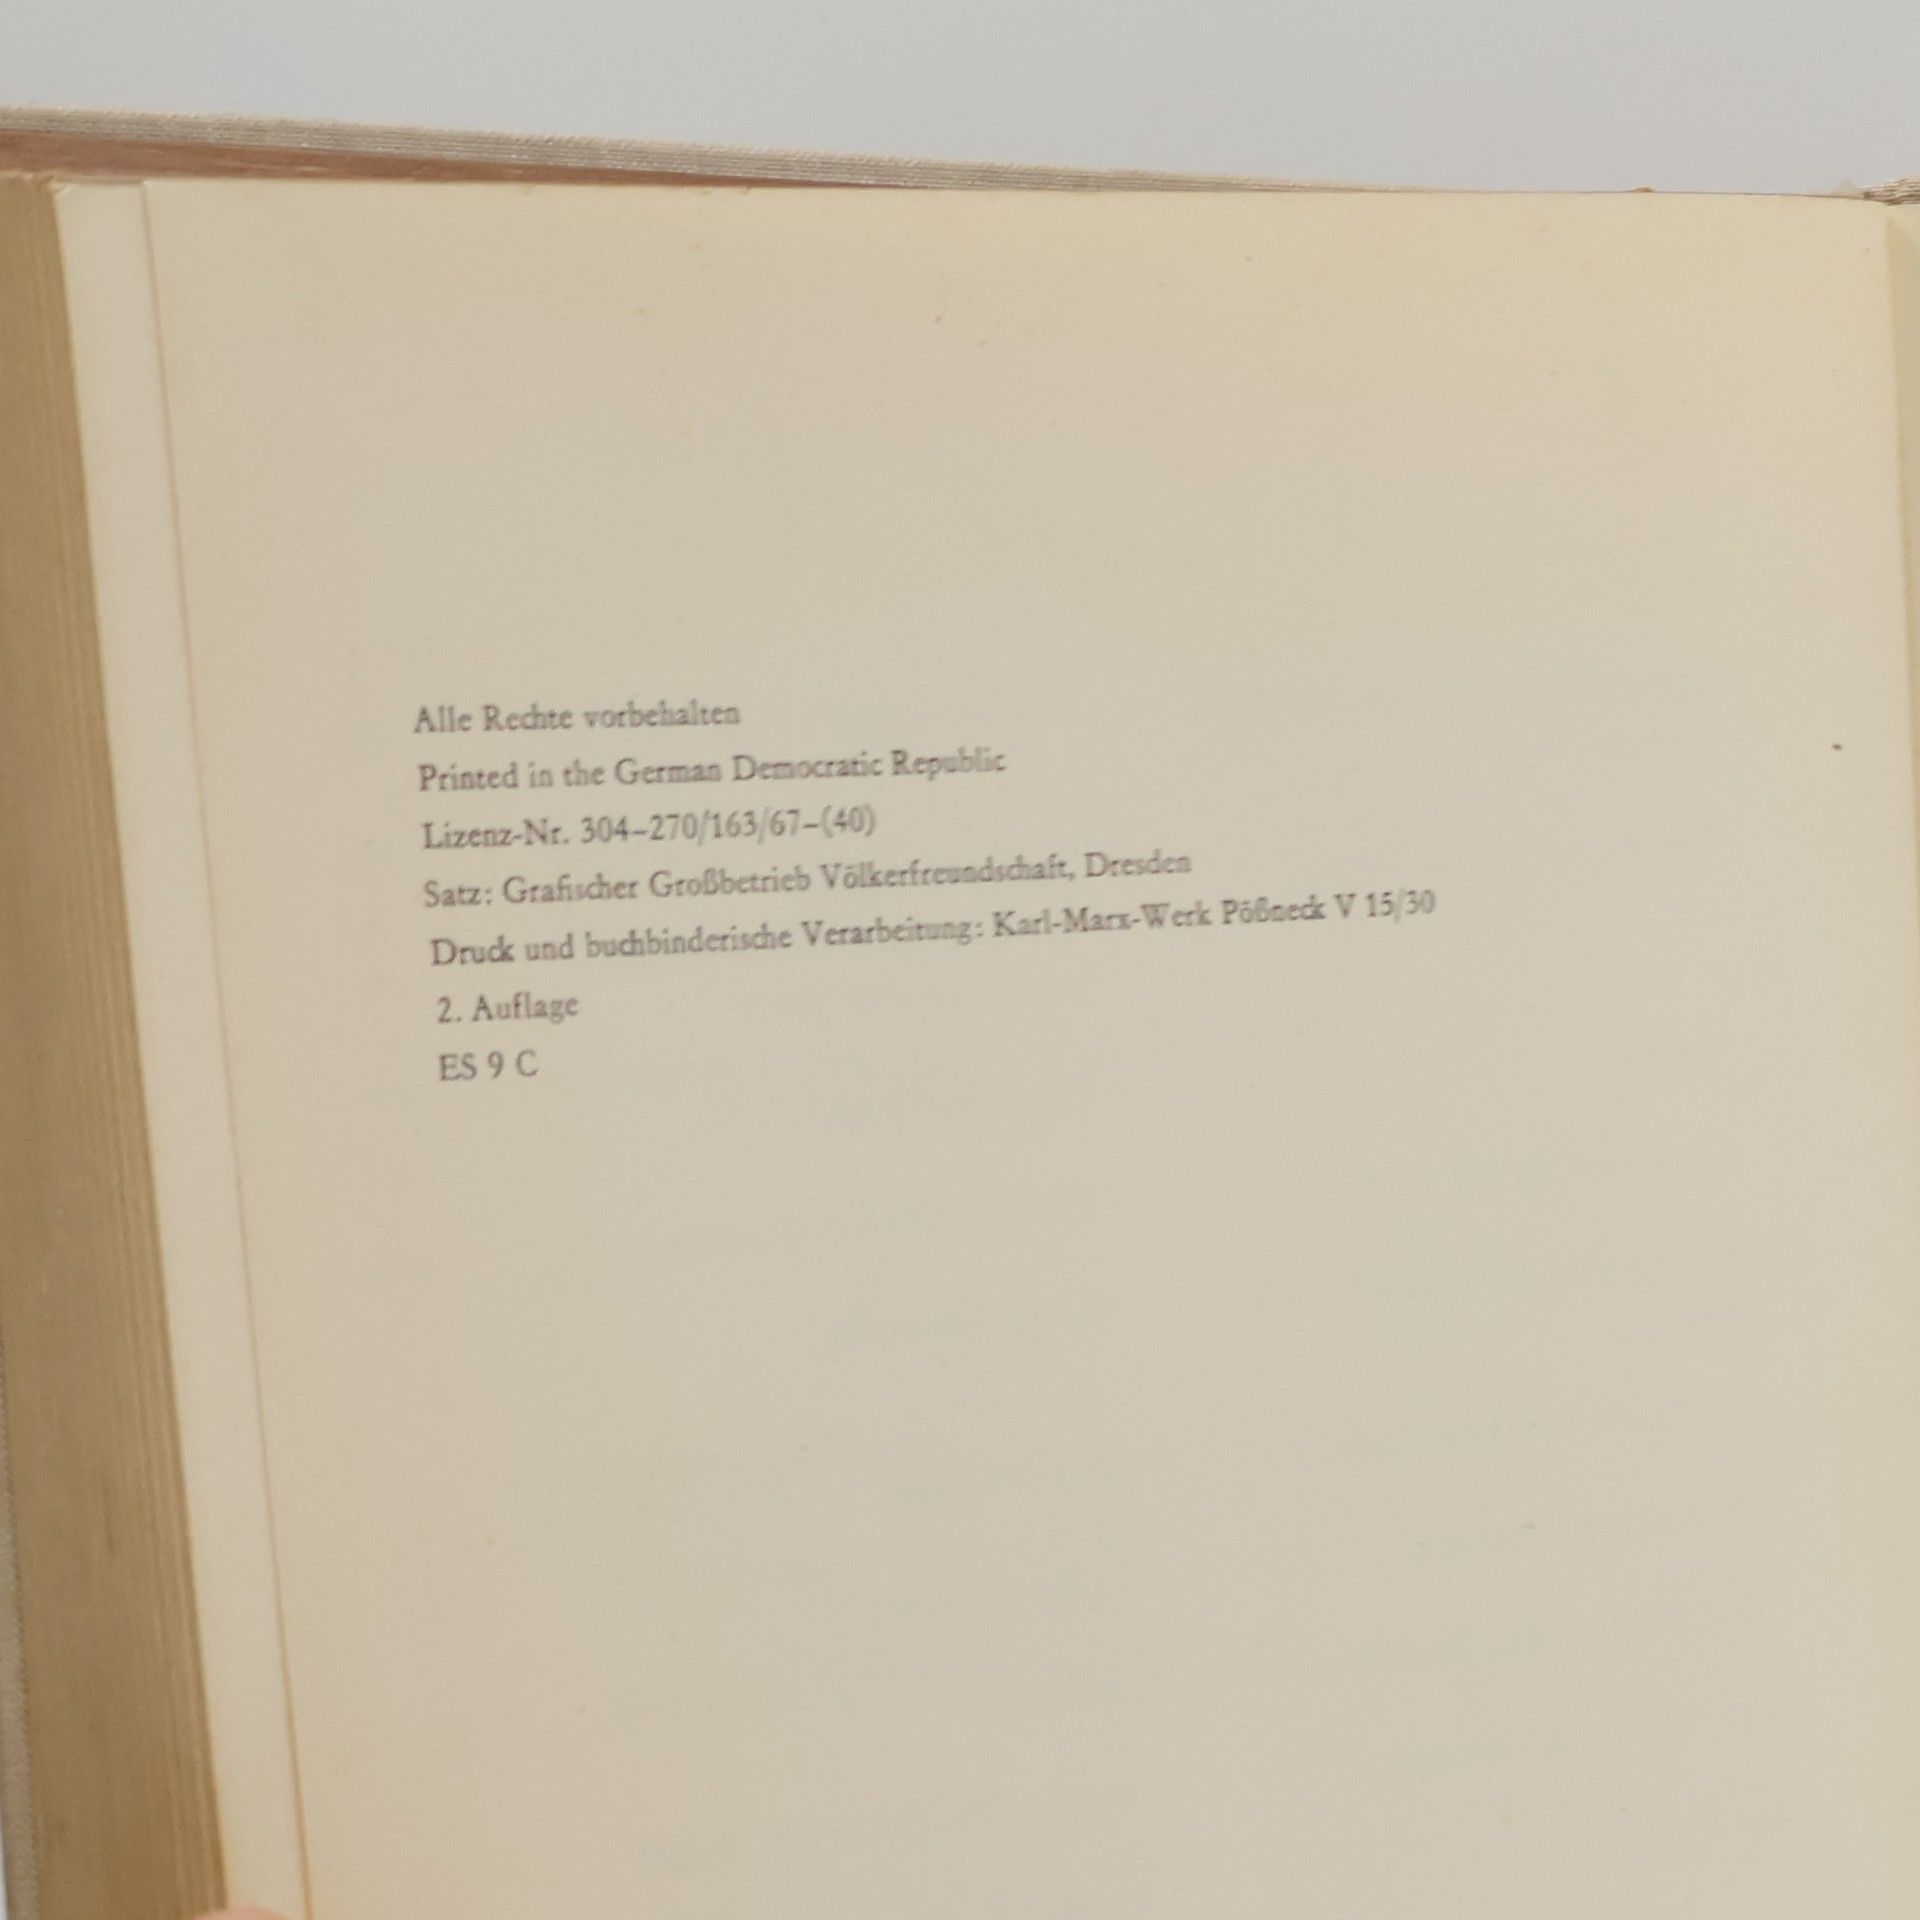 Alle Rechte vorbehalten
Printed in the German Democratic Republic
Lizenz-Nr. 304–270/163/67–(40)
Satz: Grafischer Großbetrieb Völkerfreundschaft, Dresden
Druck und buchbinderische Verarbeitung: Karl-Marx-Werk Pößneck V 15/30
2. Auflage
ES 9 C